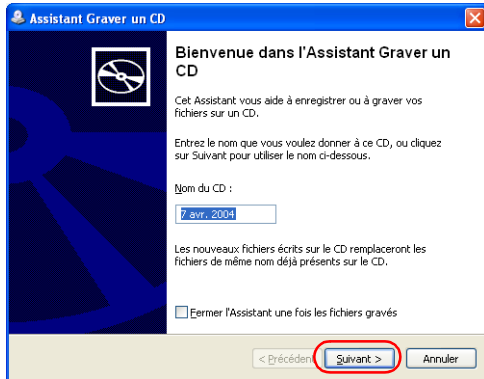 Assistant Graver un CD
Bienvenue dans l'Assistant Graver un
CD
Cet Assistant vous aide à enregistrer ou à graver vos
fichiers sur un CD.
Entrez le nom que vous voulez donner à ce CD, ou cliquez
sur Suivant pour utiliser le nom ci-dessous.
Nom du CD :
7 avr. 2004
Les nouveaux fichiers écrits sur le CD remplaceront les
fichiers de même nom déjà présents sur le CD.
Fermer l'Assistant une fois les fichiers gravés
< Précéden Suivant > Annuler